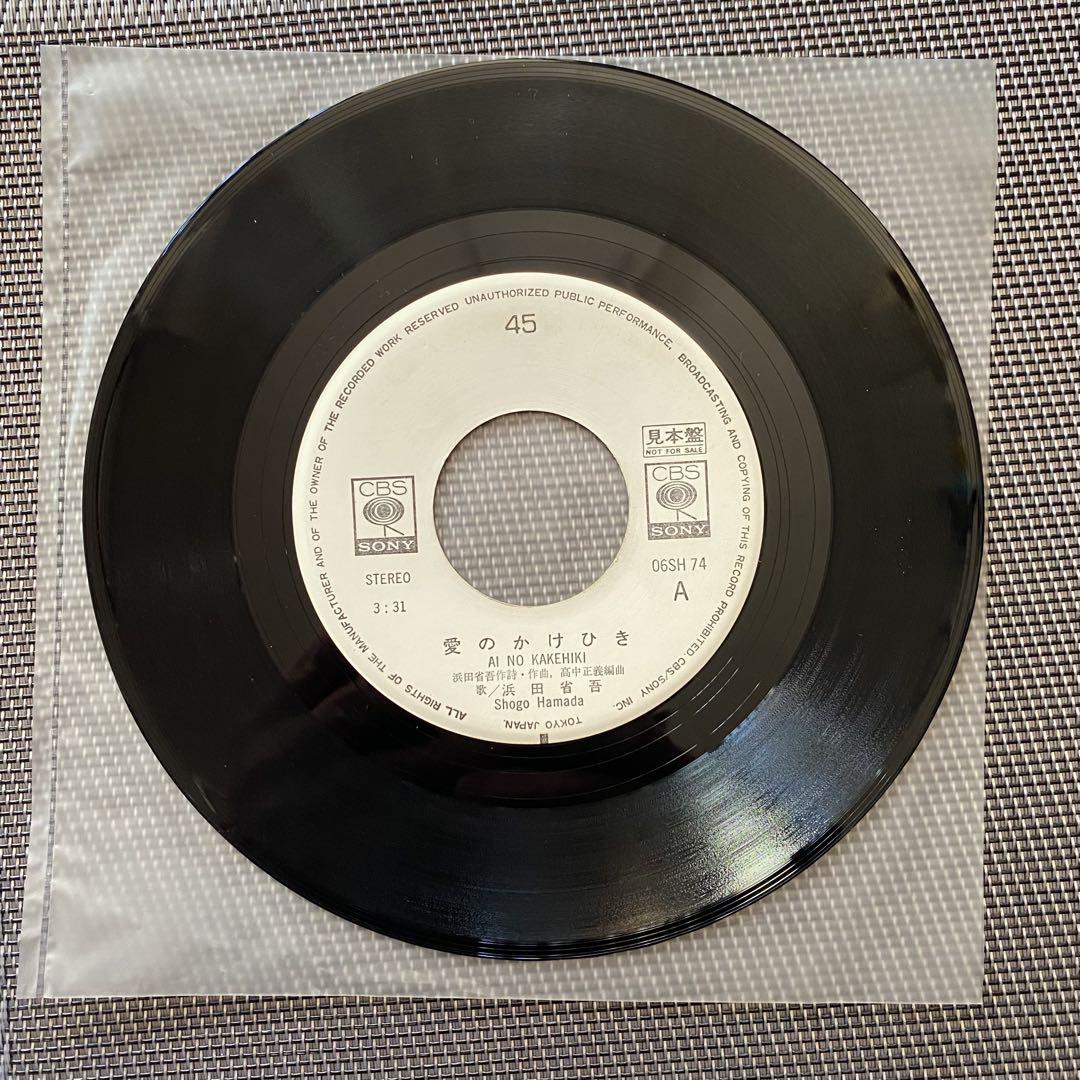 45
ALL RIGHTS OF THE MANUFACTURER AND OF THE OWNER OF THE RECORDED WORK RESERVED UNAUTHORIZED PUBLIC PERFORMANCE, BROADCASTING AND COPYING OF THIS RECORD PROHIBITED CBS/SONY INC. TOKYO JAPAN.
見本盤
NOT FOR SALE
CBS
SONY
CBS
SONY
STEREO
3:31
06SH 74
A
愛のかけひき
AI NO KAKEHIKI
浜田省吾作詩・作曲,高中正義編曲
歌/浜田省吾
Shogo Hamada